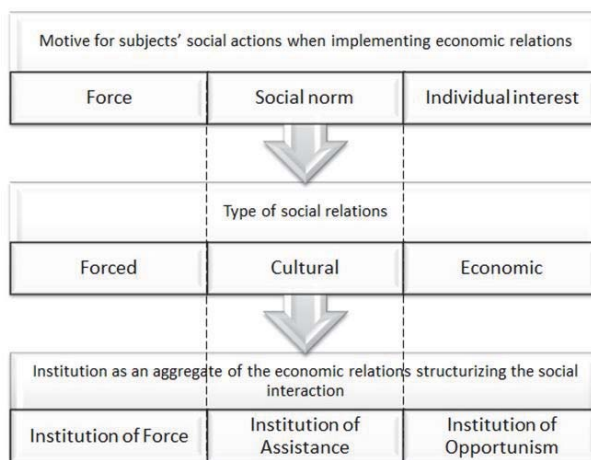 Motive for subjects' social actions when implementing economic relations
Force
Social norm
Individual interest
Type of social relations
Forced
Cultural
Economic
Institution as an aggregate of the economic relations structurizing the social
interaction
Institution of Force
Institution of
Assistance
Institution of
Opportunism